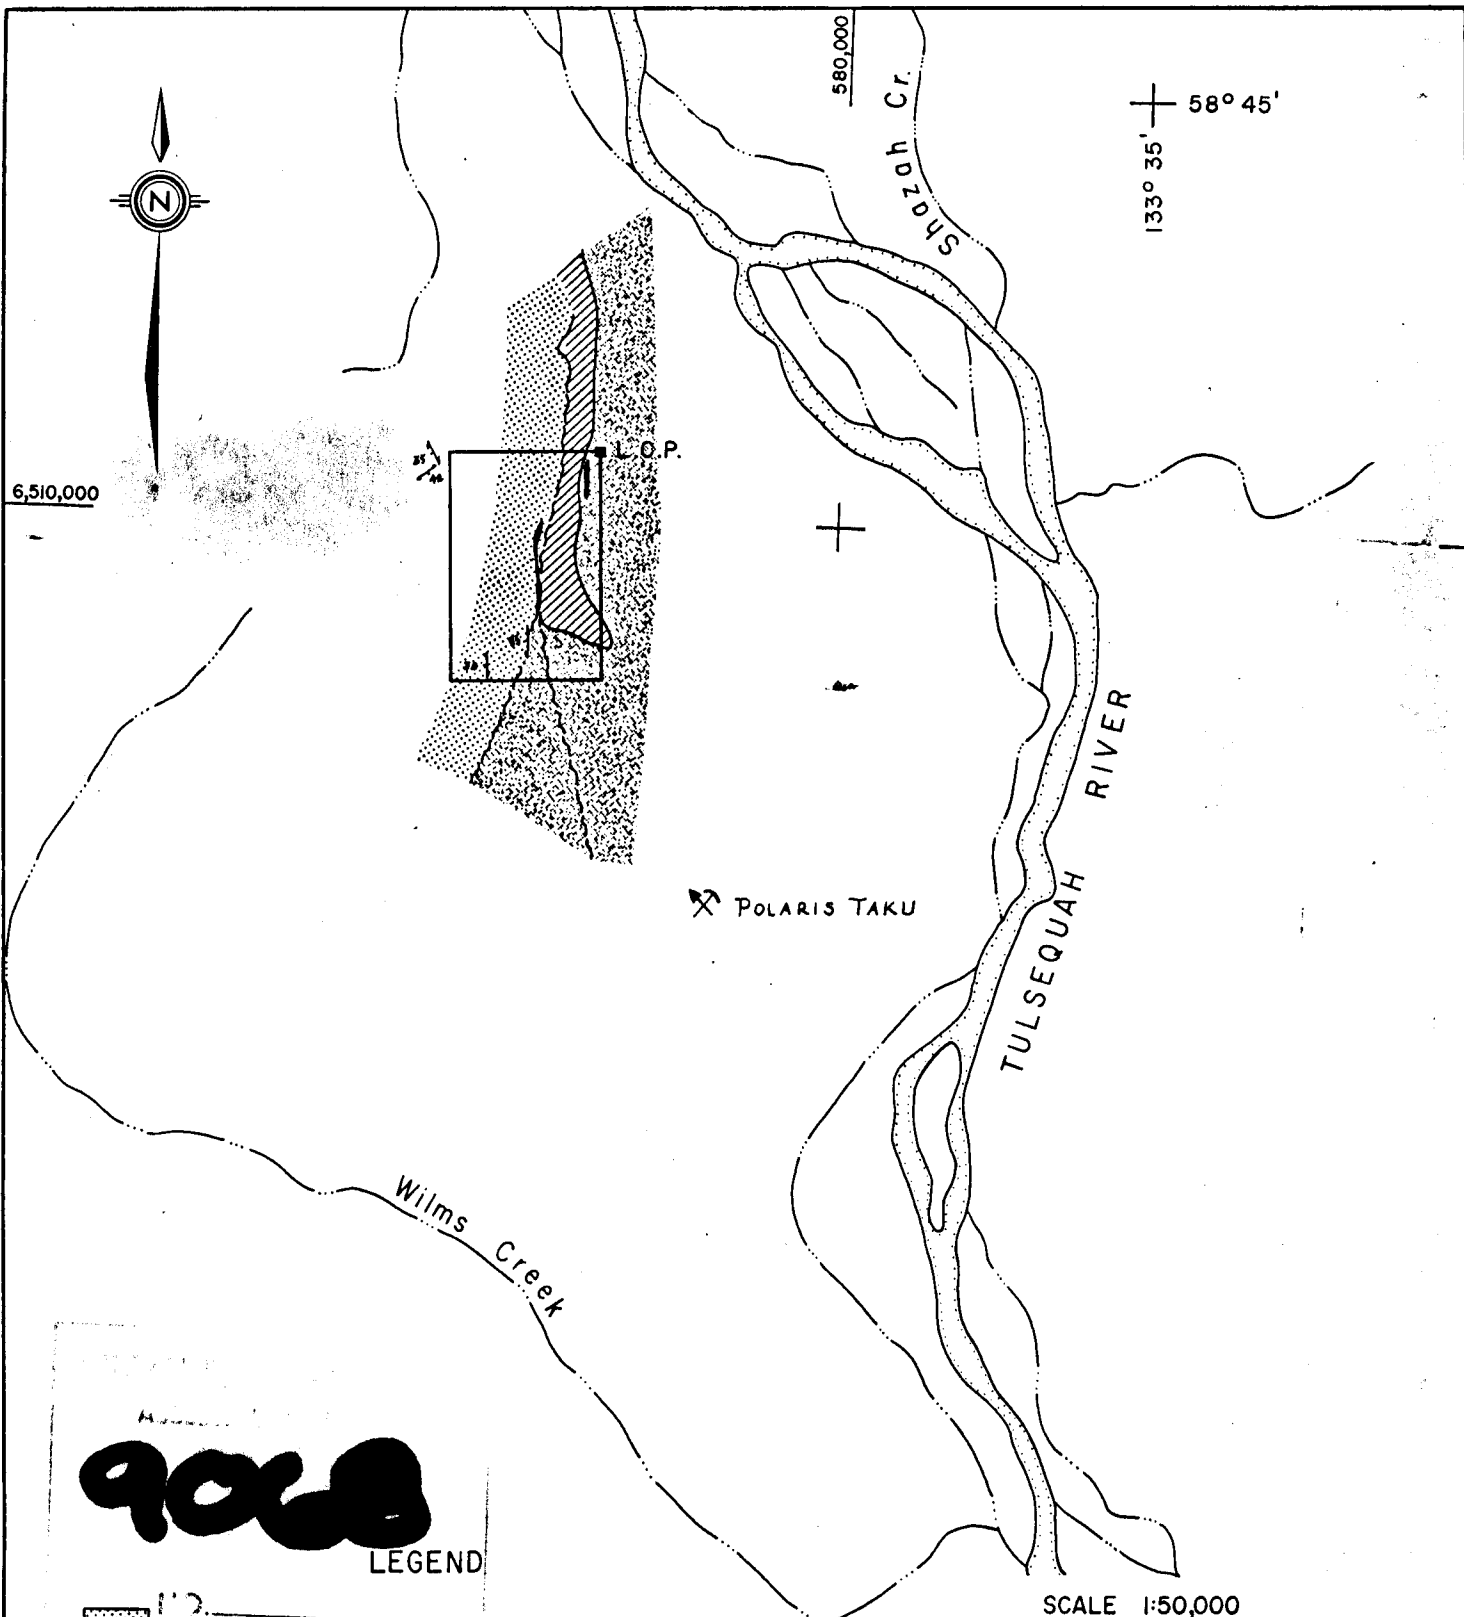 580,000
Shazah Cr.
58° 45'
133° 35'
N
L.C.P.
6,510,000
TULSEQUAH RIVER
POLARIS TAKU
Wilms Creek
9068
LEGEND
SCALE 1:50,000